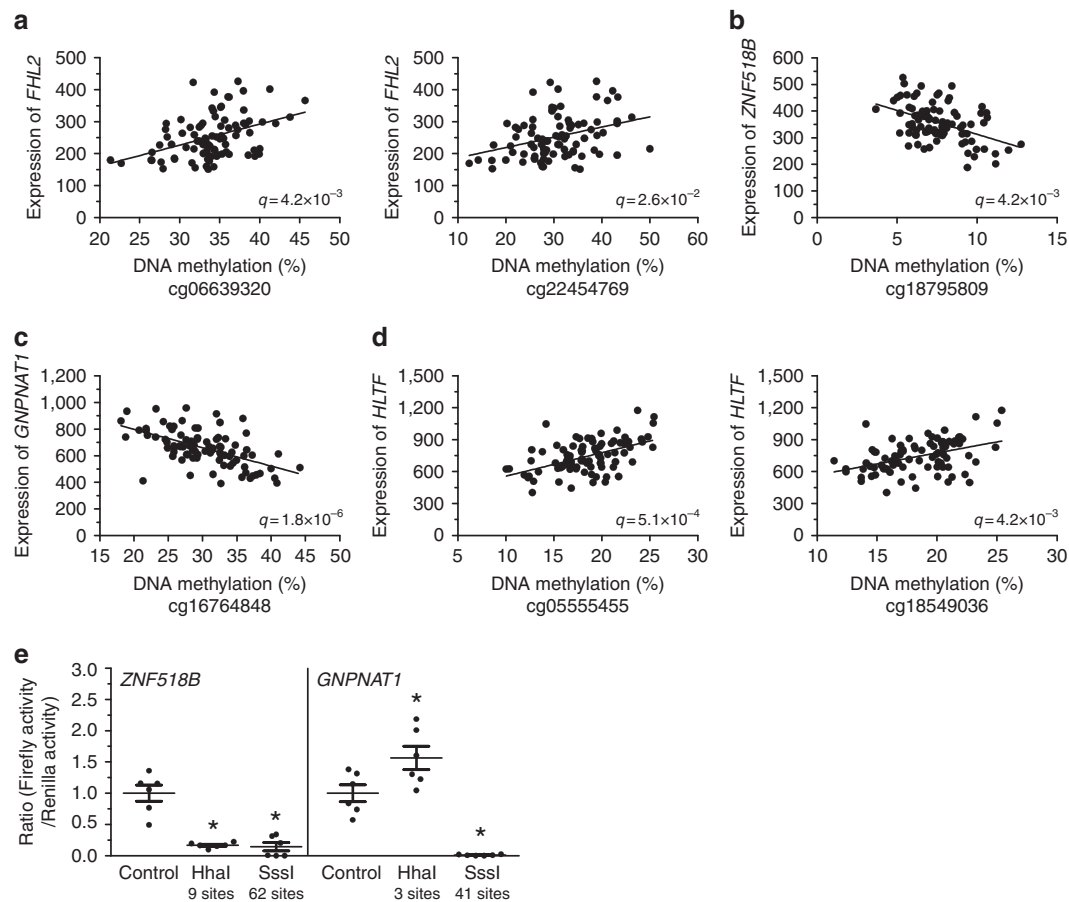 a
b
Expression of FHL2
500
400
300
200
100
0
20 25 30 35 40 45 50
q=4.2×10−3
DNA methylation (%)
cg06639320
Expression of FHL2
500
400
300
200
100
0
10 20 30 40 50 60
q=2.6×10−2
DNA methylation (%)
cg22454769
Expression of ZNF518B
600
500
400
300
200
100
0
0 5 10 15
q=4.2×10−3
DNA methylation (%)
cg18795809
c
d
Expression of GNPNAT1
1,200
1,000
800
600
400
200
0
15 20 25 30 35 40 45 50
q=1.8×10−6
DNA methylation (%)
cg16764848
Expression of HLTF
1,500
1,200
900
600
300
0
5 10 15 20 25 30
q=5.1×10−4
DNA methylation (%)
cg05555455
Expression of HLTF
1,500
1,200
900
600
300
0
10 15 20 25 30
q=4.2×10−3
DNA methylation (%)
cg18549036
e
Ratio (Firefly activity
/Renilla activity)
3.0
2.5
2.0
1.5
1.0
0.5
0.0
ZNF518B
GNPNAT1
* * * *
Control HhaI SssI Control HhaI SssI
9 sites 62 sites 3 sites 41 sites